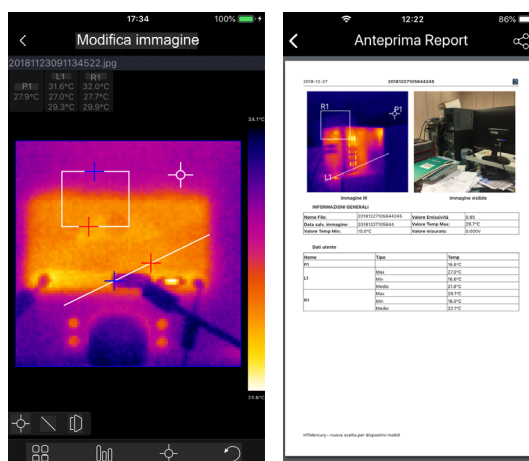 17:34
100%
Modifica immagine
20181123091134522.jpg
L1 R1
P1 31.6°C 32.0°C
27.9°C 27.0°C 27.7°C
29.3°C 29.9°C
34.1°C
24.6°C
12:22
86%
Anteprima Report
2018-12-27 20181227105644245
R1
P1
L1
Immagine IR Immagine visibile
INFORMAZIONI GENERALI
Nome File: 20181227105644245 Valore Emissività 0.95
Data salv. immagine: 20181227105644 Valore Temp Max: 29.7°C
Valore Temp Min: 15.0°C Valore misurato: 0.000V
Dati utente
Nome Tipo Temp
P1 16.6°C
L1 Max 27.0°C
Min 16.8°C
Medio 21.8°C
R1 Max 28.1°C
Min 18.0°C
Medio 22.1°C
HTMercury--nuova scelta per dispositivi mobili